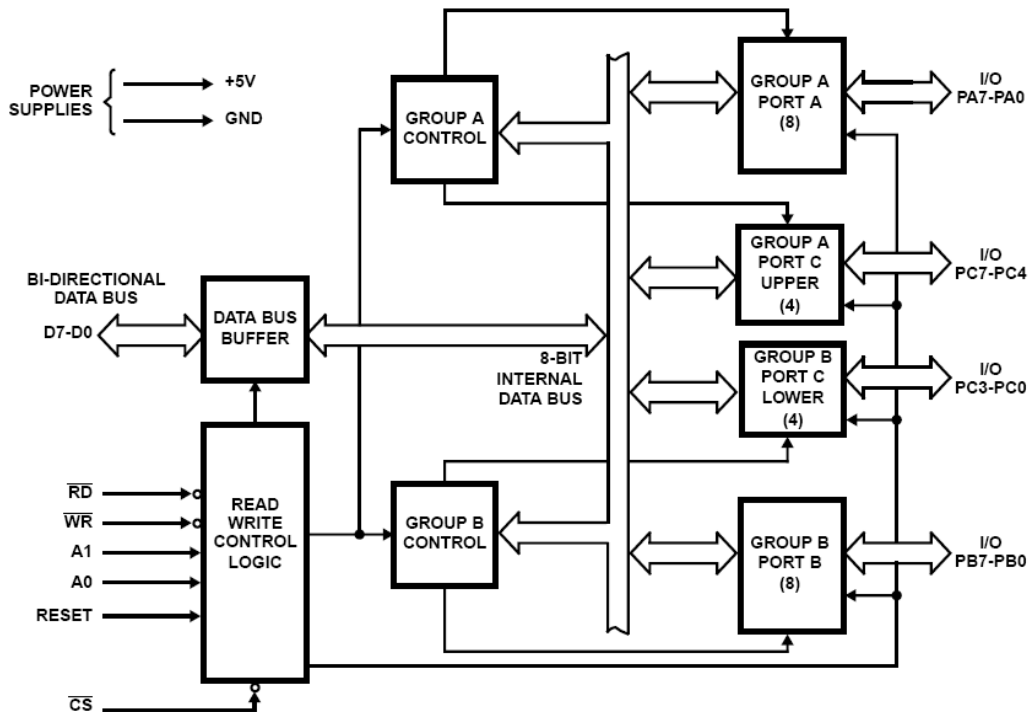 POWER
SUPPLIES
+5V
GND
GROUP A
CONTROL
GROUP A
PORT A
(8)
I/O
PA7-PA0
GROUP A
PORT C
UPPER
(4)
I/O
PC7-PC4
BI-DIRECTIONAL
DATA BUS
D7-D0
DATA BUS
BUFFER
8-BIT
INTERNAL
DATA BUS
GROUP B
PORT C
LOWER
(4)
I/O
PC3-PC0
RD
WR
A1
A0
RESET
CS
READ
WRITE
CONTROL
LOGIC
GROUP B
CONTROL
GROUP B
PORT B
(8)
I/O
PB7-PB0